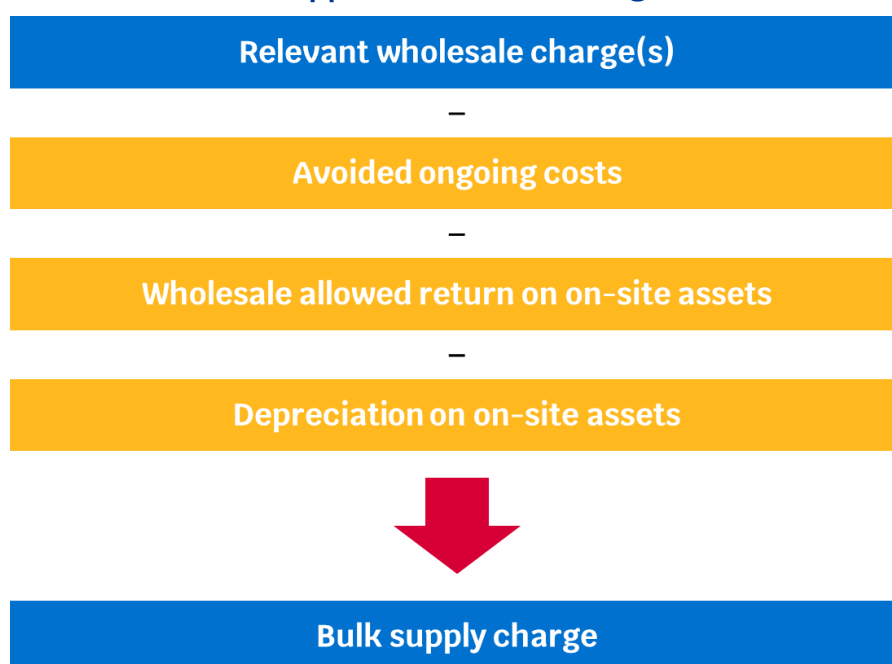 Relevant wholesale charge(s)
–
Avoided ongoing costs
–
Wholesale allowed return on on-site assets
–
Depreciation on on-site assets
Bulk supply charge